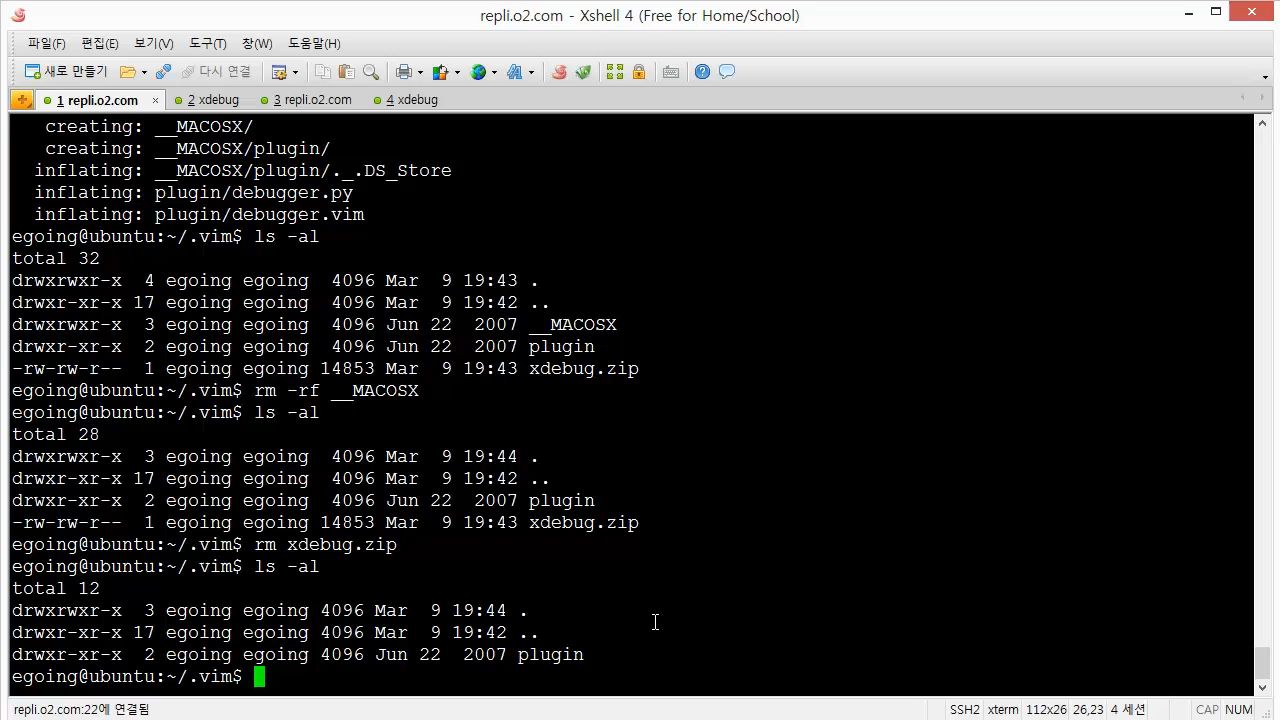 repli.o2.com - Xshell 4 (Free for Home/School)
파일(F) 편집(E) 보기(V) 도구(T) 창(W) 도움말(H)
새로 만들기 다시 연결
1 repli.o2.com 2 xdebug 3 repli.o2.com 4 xdebug
   creating: __MACOSX/
   creating: __MACOSX/plugin/
  inflating: __MACOSX/plugin/._.DS_Store
  inflating: plugin/debugger.py
  inflating: plugin/debugger.vim
egoing@ubuntu:~/.vim$ ls -al
total 32
drwxrwxr-x  4 egoing egoing  4096 Mar  9 19:43 .
drwxr-xr-x 17 egoing egoing  4096 Mar  9 19:42 ..
drwxrwxr-x  3 egoing egoing  4096 Jun 22  2007 __MACOSX
drwxr-xr-x  2 egoing egoing  4096 Jun 22  2007 plugin
-rw-rw-r--  1 egoing egoing 14853 Mar  9 19:43 xdebug.zip
egoing@ubuntu:~/.vim$ rm -rf __MACOSX
egoing@ubuntu:~/.vim$ ls -al
total 28
drwxrwxr-x  3 egoing egoing  4096 Mar  9 19:44 .
drwxr-xr-x 17 egoing egoing  4096 Mar  9 19:42 ..
drwxr-xr-x  2 egoing egoing  4096 Jun 22  2007 plugin
-rw-rw-r--  1 egoing egoing 14853 Mar  9 19:43 xdebug.zip
egoing@ubuntu:~/.vim$ rm xdebug.zip
egoing@ubuntu:~/.vim$ ls -al
total 12
drwxrwxr-x  3 egoing egoing 4096 Mar  9 19:44 .
drwxr-xr-x 17 egoing egoing 4096 Mar  9 19:42 ..
drwxr-xr-x  2 egoing egoing 4096 Jun 22  2007 plugin
egoing@ubuntu:~/.vim$
repli.o2.com:22에 연결됨 SSH2 xterm 112x26 26,23 4 세션 CAP NUM